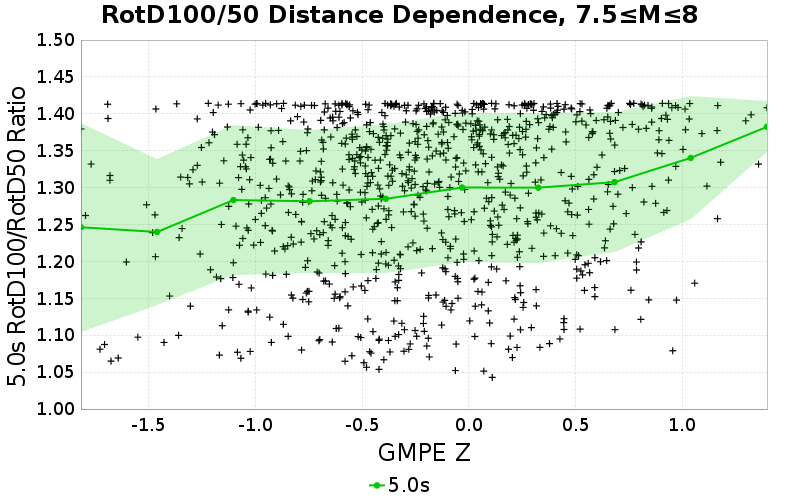 RotD100/50 Distance Dependence, 7.5≤M≤8
5.0s RotD100/RotD50 Ratio
1.50
1.45
1.40
1.35
1.30
1.25
1.20
1.15
1.10
1.05
1.00
-1.5 -1.0 -0.5 0.0 0.5 1.0
GMPE Z
5.0s